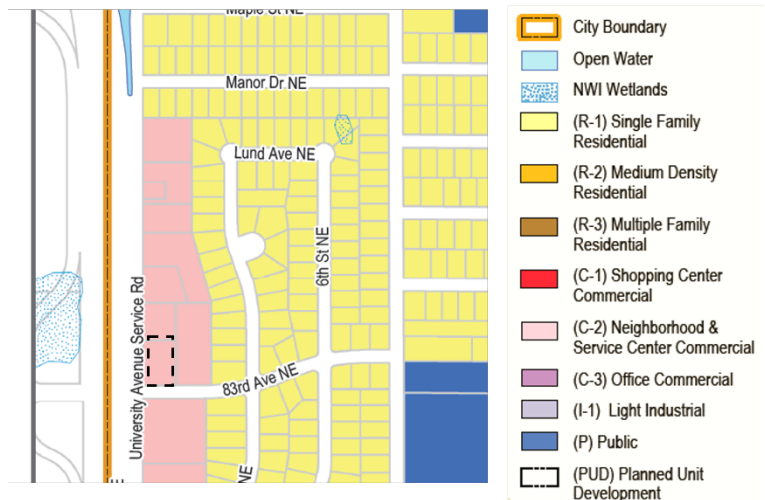 Maple St NE
Manor Dr NE
Lund Ave NE
6th St NE
University Avenue Service Rd
83rd Ave NE
NE
E
City Boundary
Open Water
NWI Wetlands
(R-1) Single Family
Residential
(R-2) Medium Density
Residential
(R-3) Multiple Family
Residential
(C-1) Shopping Center
Commercial
(C-2) Neighborhood &
Service Center Commercial
(C-3) Office Commercial
(I-1) Light Industrial
(P) Public
(PUD) Planned Unit
Development